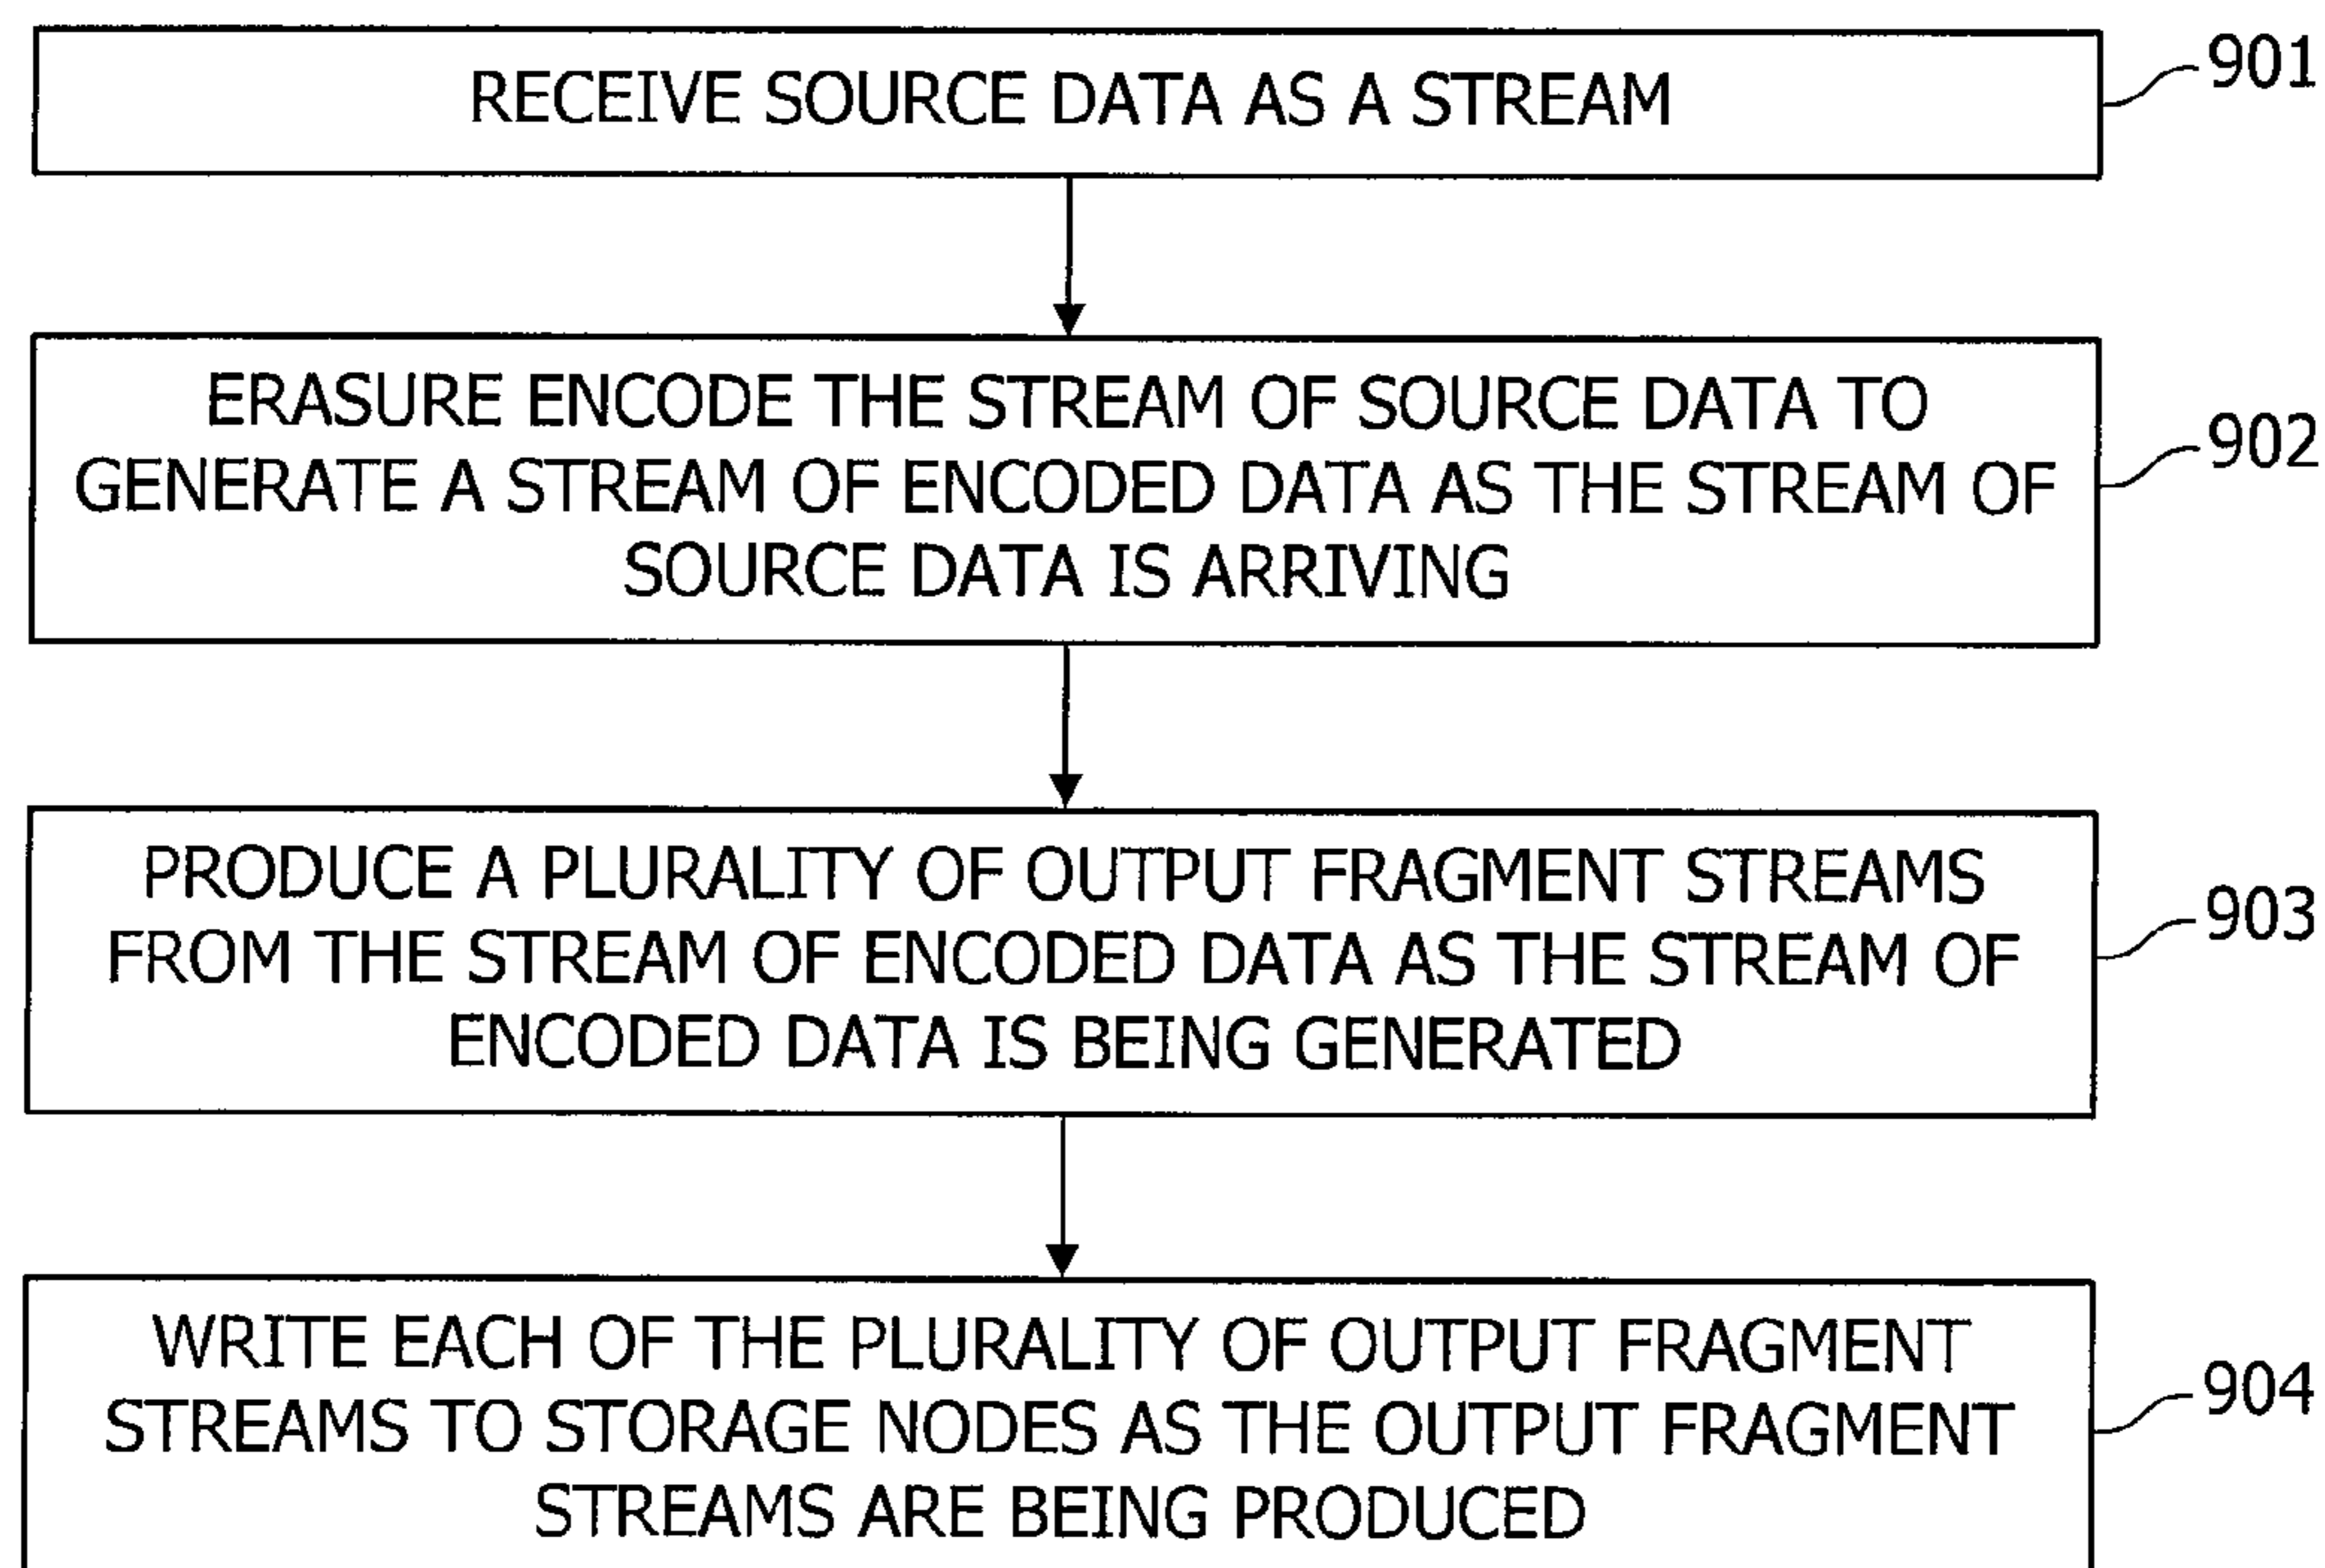 RECEIVE SOURCE DATA AS A STREAM
901
ERASURE ENCODE THE STREAM OF SOURCE DATA TO
GENERATE A STREAM OF ENCODED DATA AS THE STREAM OF
SOURCE DATA IS ARRIVING
902
PRODUCE A PLURALITY OF OUTPUT FRAGMENT STREAMS
FROM THE STREAM OF ENCODED DATA AS THE STREAM OF
ENCODED DATA IS BEING GENERATED
903
WRITE EACH OF THE PLURALITY OF OUTPUT FRAGMENT
STREAMS TO STORAGE NODES AS THE OUTPUT FRAGMENT
STREAMS ARE BEING PRODUCED
904